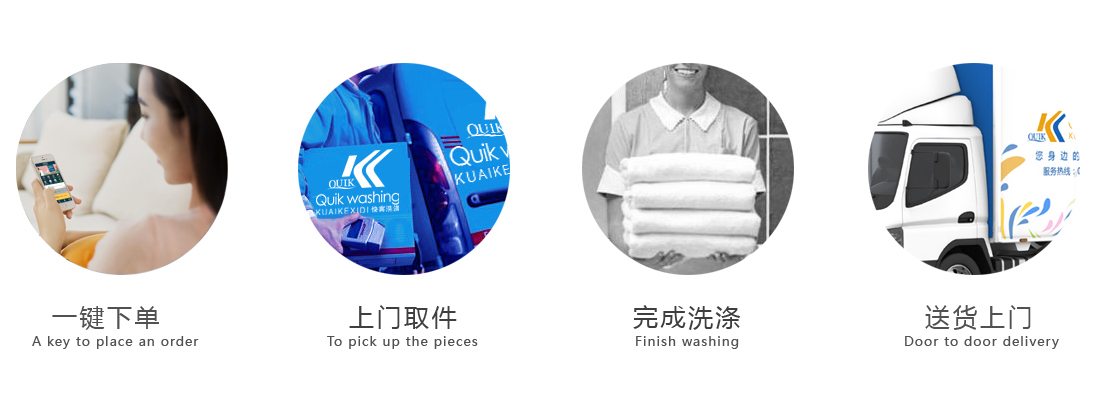 QUIK
Quik washing
KUAIKEXIDI 快客洗涤
QUIK
Quik w
KUAIKE
QUIK
您身边的
服务热线:
一键下单
A key to place an order
上门取件
To pick up the pieces
完成洗涤
Finish washing
送货上门
Door to door delivery